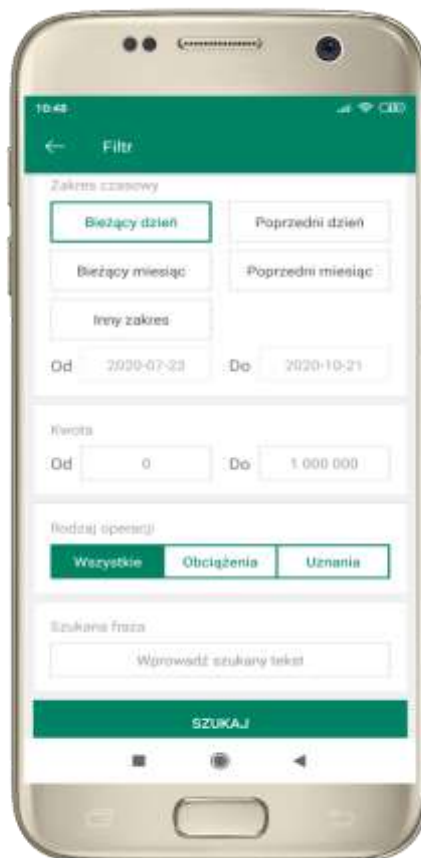 10:48
Filtr
Zakres czasowy
Bieżący dzień
Poprzedni dzień
Bieżący miesiąc
Poprzedni miesiąc
Inny zakres
Od 2020-07-23 Do 2020-10-21
Kwota
Od 0 Do 1 000 000
Rodzaj operacji
Wszystkie Obciążenia Uznania
Szukana fraza
Wprowadź szukany tekst
SZUKAJ